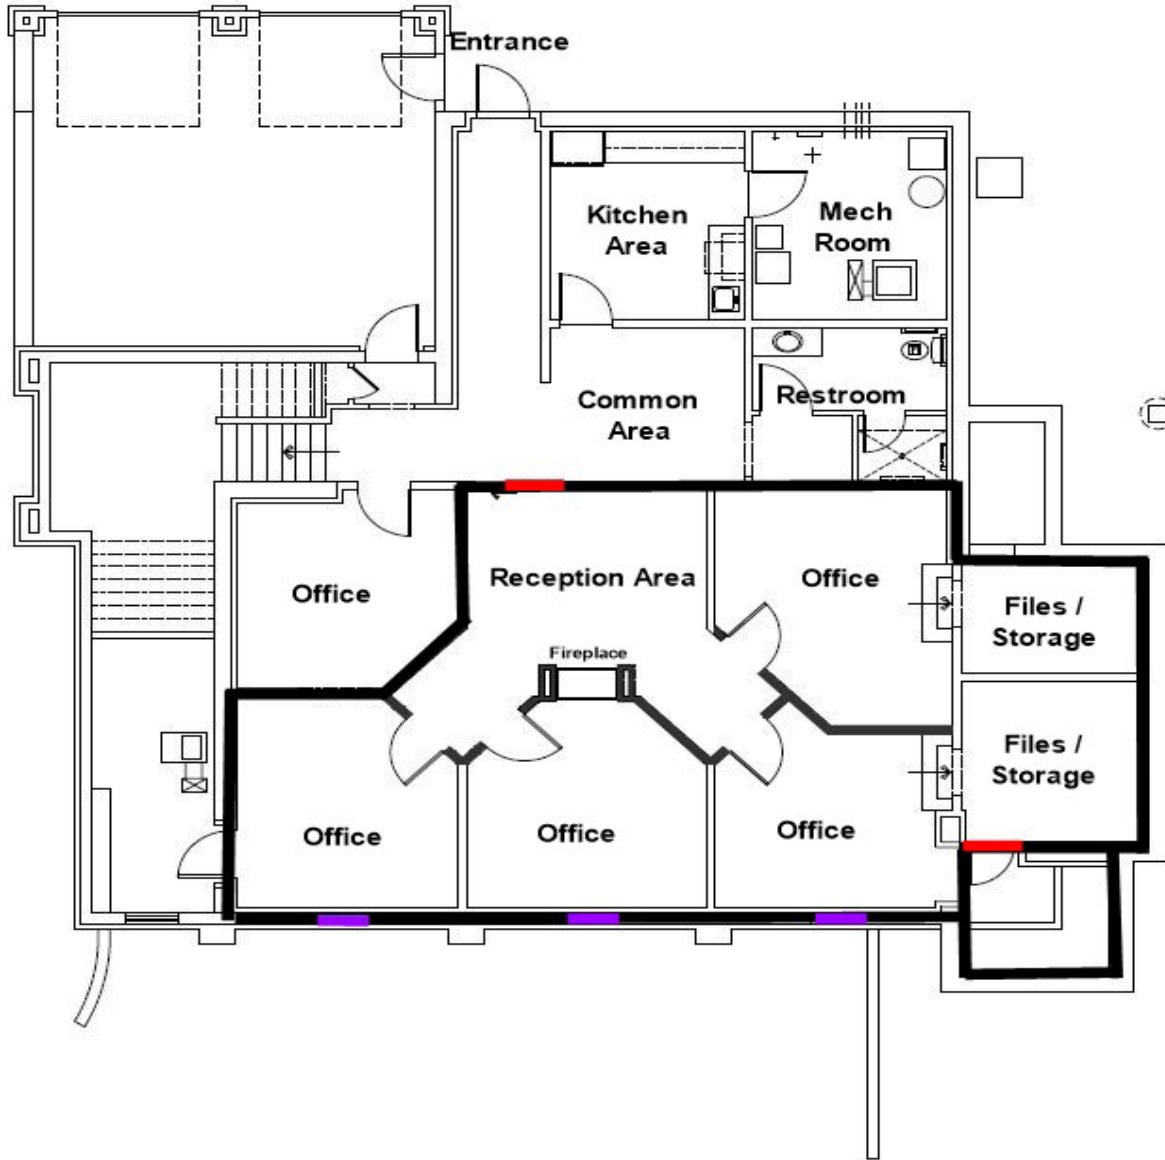 Entrance
Kitchen
Area
Mech
Room
Common
Area
Restroom
Office
Reception Area
Office
Files /
Storage
Fireplace
Files /
Storage
Office
Office
Office